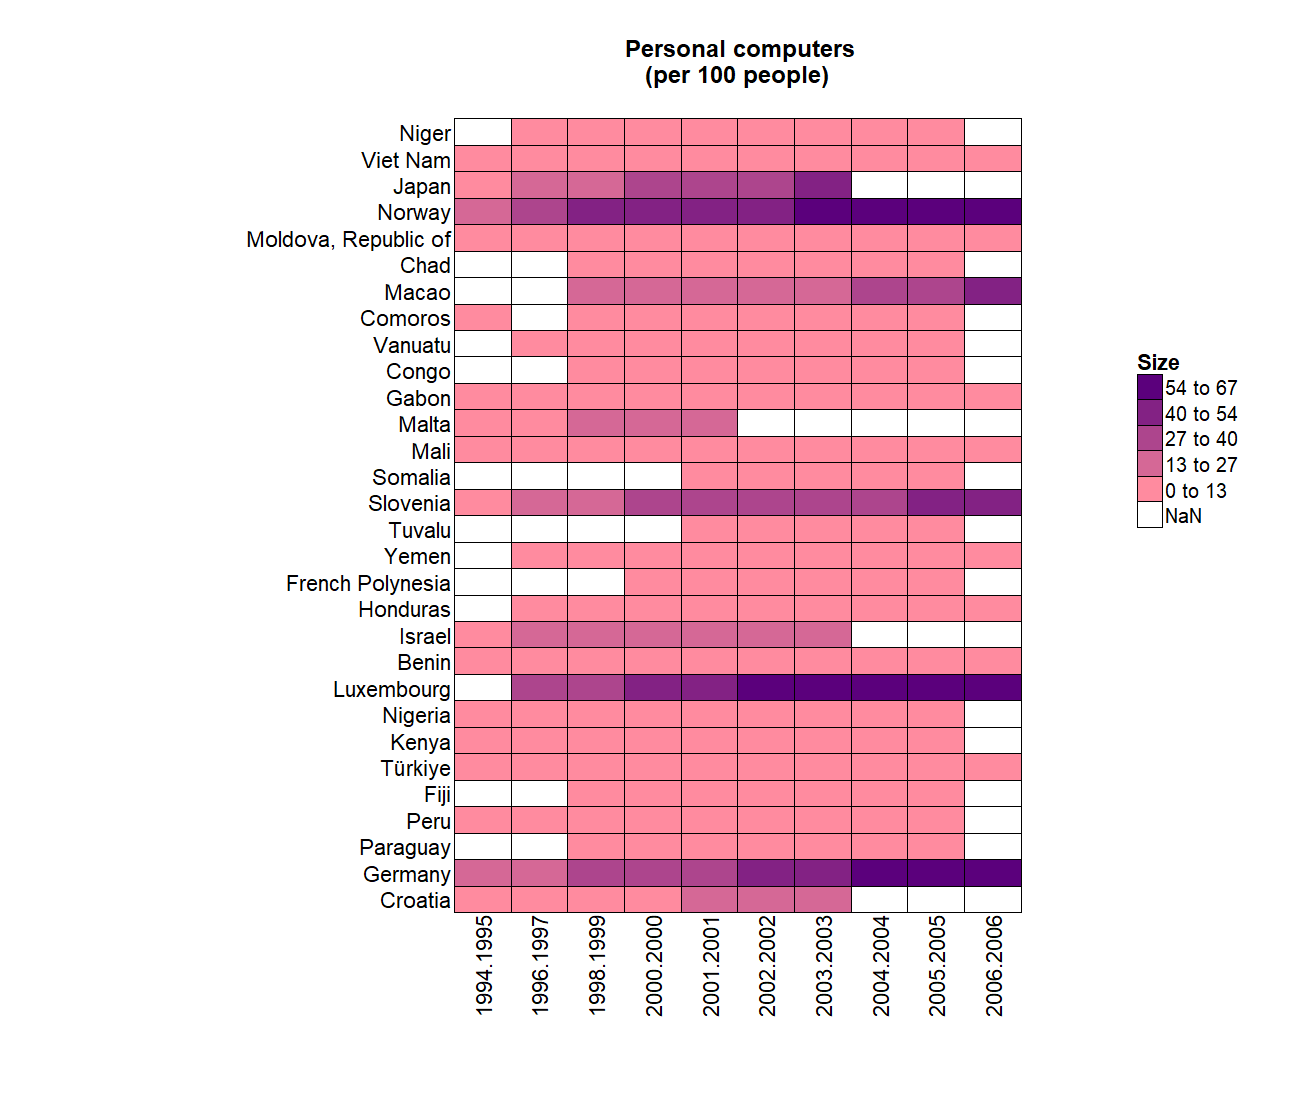 Personal computers
(per 100 people)
Niger
Viet Nam
Japan
Norway
Moldova, Republic of
Chad
Macao
Comoros
Vanuatu
Congo
Gabon
Malta
Mali
Somalia
Slovenia
Tuvalu
Yemen
French Polynesia
Honduras
Israel
Benin
Luxembourg
Nigeria
Kenya
Türkiye
Fiji
Peru
Paraguay
Germany
Croatia
1994.1995
1996.1997
1998.1999
2000.2000
2001.2001
2002.2002
2003.2003
2004.2004
2005.2005
2006.2006
Size
54 to 67
40 to 54
27 to 40
13 to 27
0 to 13
NaN